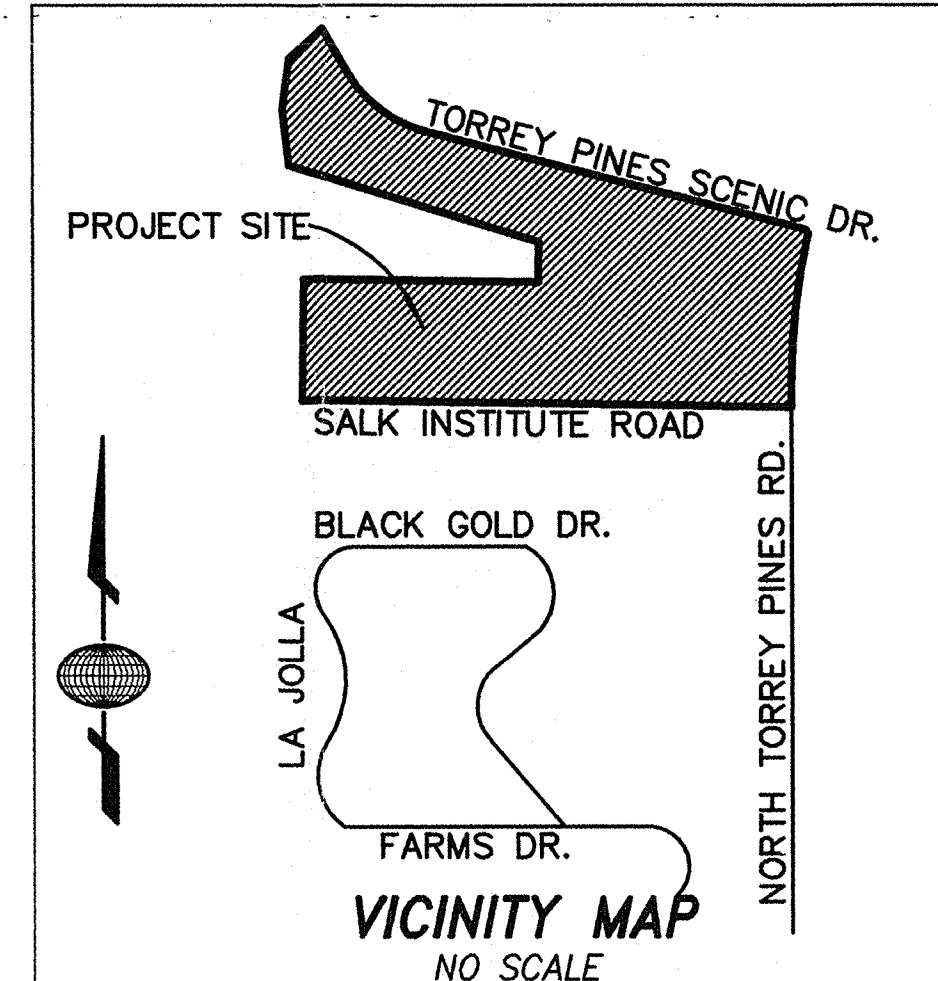 TORREY PINES SCENIC DR.
PROJECT SITE
SALK INSTITUTE ROAD
NORTH TORREY PINES RD.
BLACK GOLD DR.
LA JOLLA
FARMS DR.
VICINITY MAP
NO SCALE